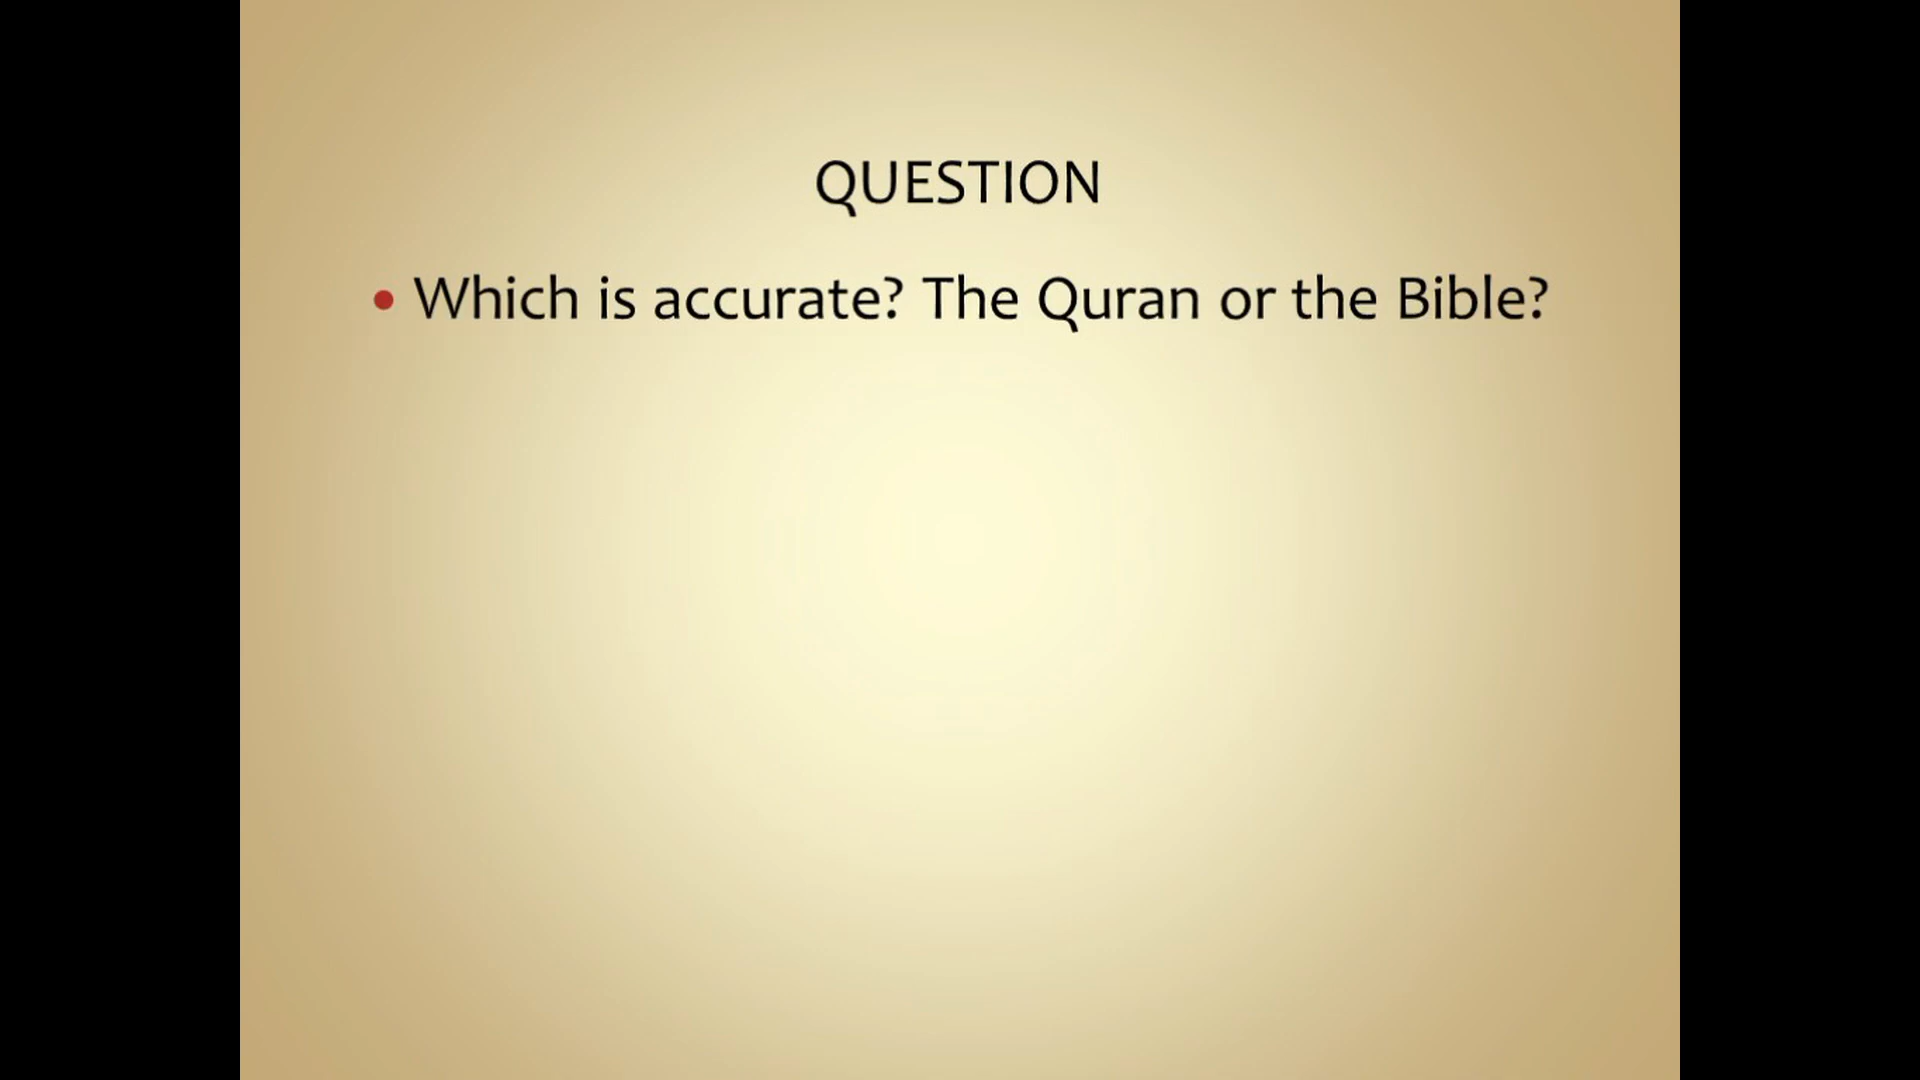 QUESTION
• Which is accurate? The Quran or the Bible?